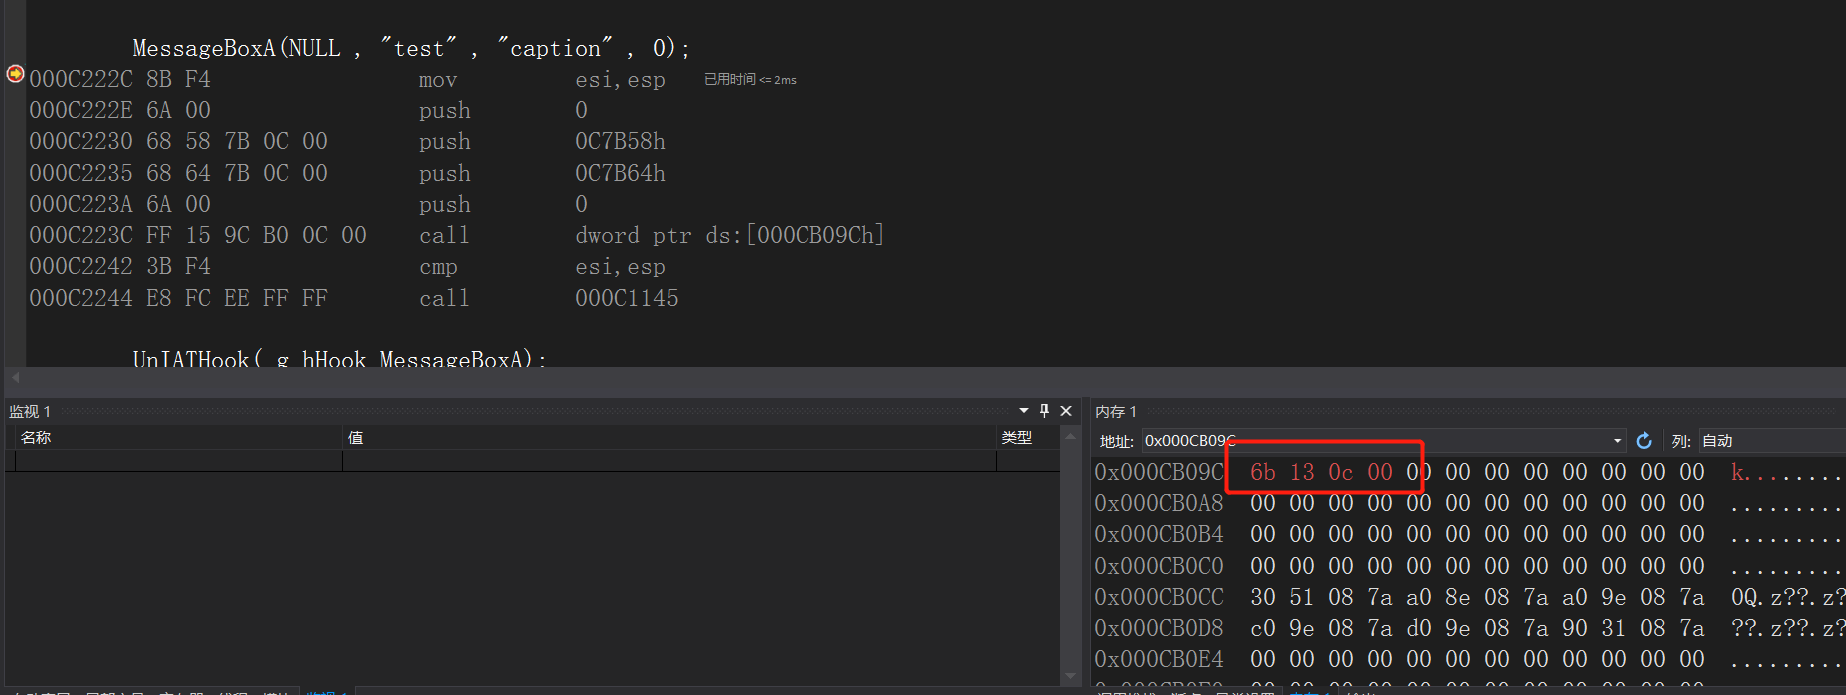 MessageBoxA(NULL , "test" , "caption" , 0);
000C222C 8B F4 mov esi,esp 已用时间 <= 2ms
000C222E 6A 00 push 0
000C2230 68 58 7B 0C 00 push 0C7B58h
000C2235 68 64 7B 0C 00 push 0C7B64h
000C223A 6A 00 push 0
000C223C FF 15 9C B0 0C 00 call dword ptr ds:[000CB09Ch]
000C2242 3B F4 cmp esi,esp
000C2244 E8 FC EE FF FF call 000C1145
UnIATHook( g_hHook_MessageBoxA);
监视 1
名称 值 类型
内存 1
地址: 0x000CB09C 列: 自动
0x000CB09C 6b 13 0c 00 00 00 00 00 00 00 00 00 k...........
0x000CB0A8 00 00 00 00 00 00 00 00 00 00 00 00 .........
0x000CB0B4 00 00 00 00 00 00 00 00 00 00 00 00 .........
0x000CB0C0 00 00 00 00 00 00 00 00 00 00 00 00 .........
0x000CB0CC 30 51 08 7a a0 8e 08 7a a0 9e 08 7a 0Q.z??.z?
0x000CB0D8 c0 9e 08 7a d0 9e 08 7a 90 31 08 7a ??.z??.z?
0x000CB0E4 00 00 00 00 00 00 00 00 00 00 00 00 .........